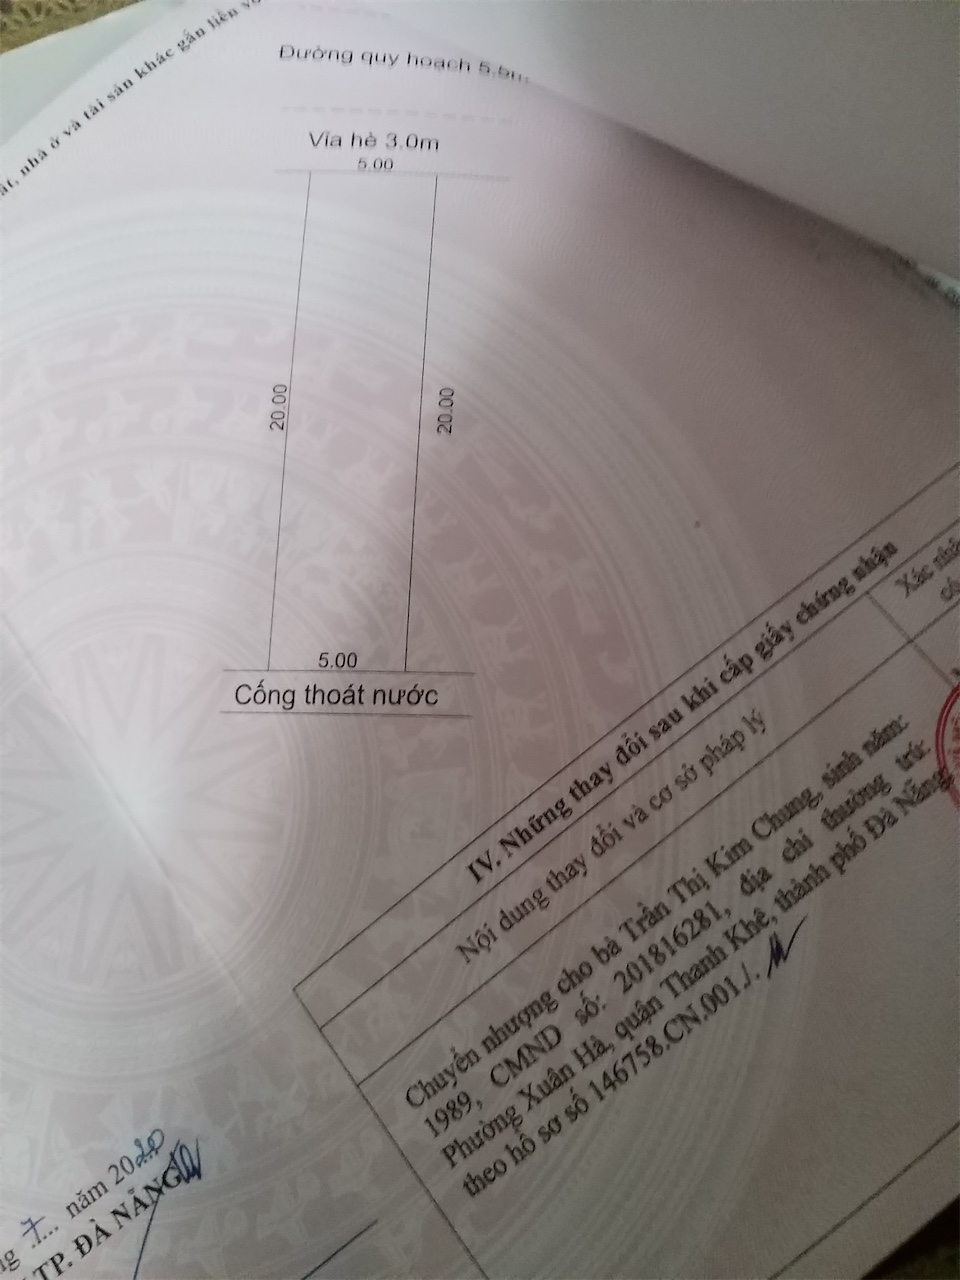 ất, nhà ở và tài sản khác gắn liền vớ
Đường quy hoạch 5.5m
Vĩa hè 3.0m
5.00
20.00
20.00
5.00
Cống thoát nước
IV. Những thay đổi sau khi cấp giấy chứng nhận
Nội dung thay đổi và cơ sở pháp lý
Xác nhậ
có
Chuyển nhượng cho bà Trần Thị Kim Chung, sinh năm:
1989, CMND số: 201816281, địa chỉ thường trú:
Phường Xuân Hà, quận Thanh Khê, thành phố Đà Nẵng;
theo hồ sơ số 146758.CN.001./.
ng 7 năm 2020
TP. ĐÀ NẴNG